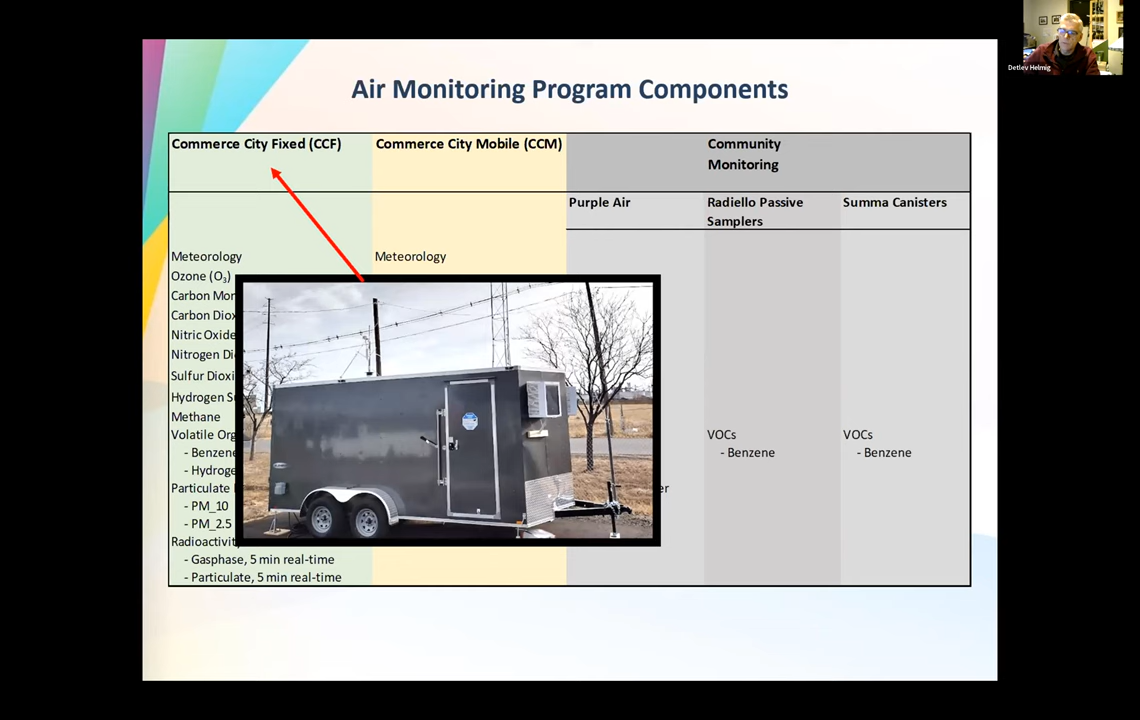 Detlev Helmig
Air Monitoring Program Components
Commerce City Fixed (CCF)
Commerce City Mobile (CCM)
Community
Monitoring
Purple Air
Radiello Passive
Samplers
Summa Canisters
Meteorology
Meteorology
Ozone (O3)
Carbon Mon
Carbon Diox
Nitric Oxide
Nitrogen Di
Sulfur Dioxi
Hydrogen Su
Methane
Volatile Org
VOCs
VOCs
- Benzene
- Benzene
- Benzene
- Hydroge
Particulate
er
- PM_10
- PM_2.5
Radioactivit
- Gasphase, 5 min real-time
- Particulate, 5 min real-time